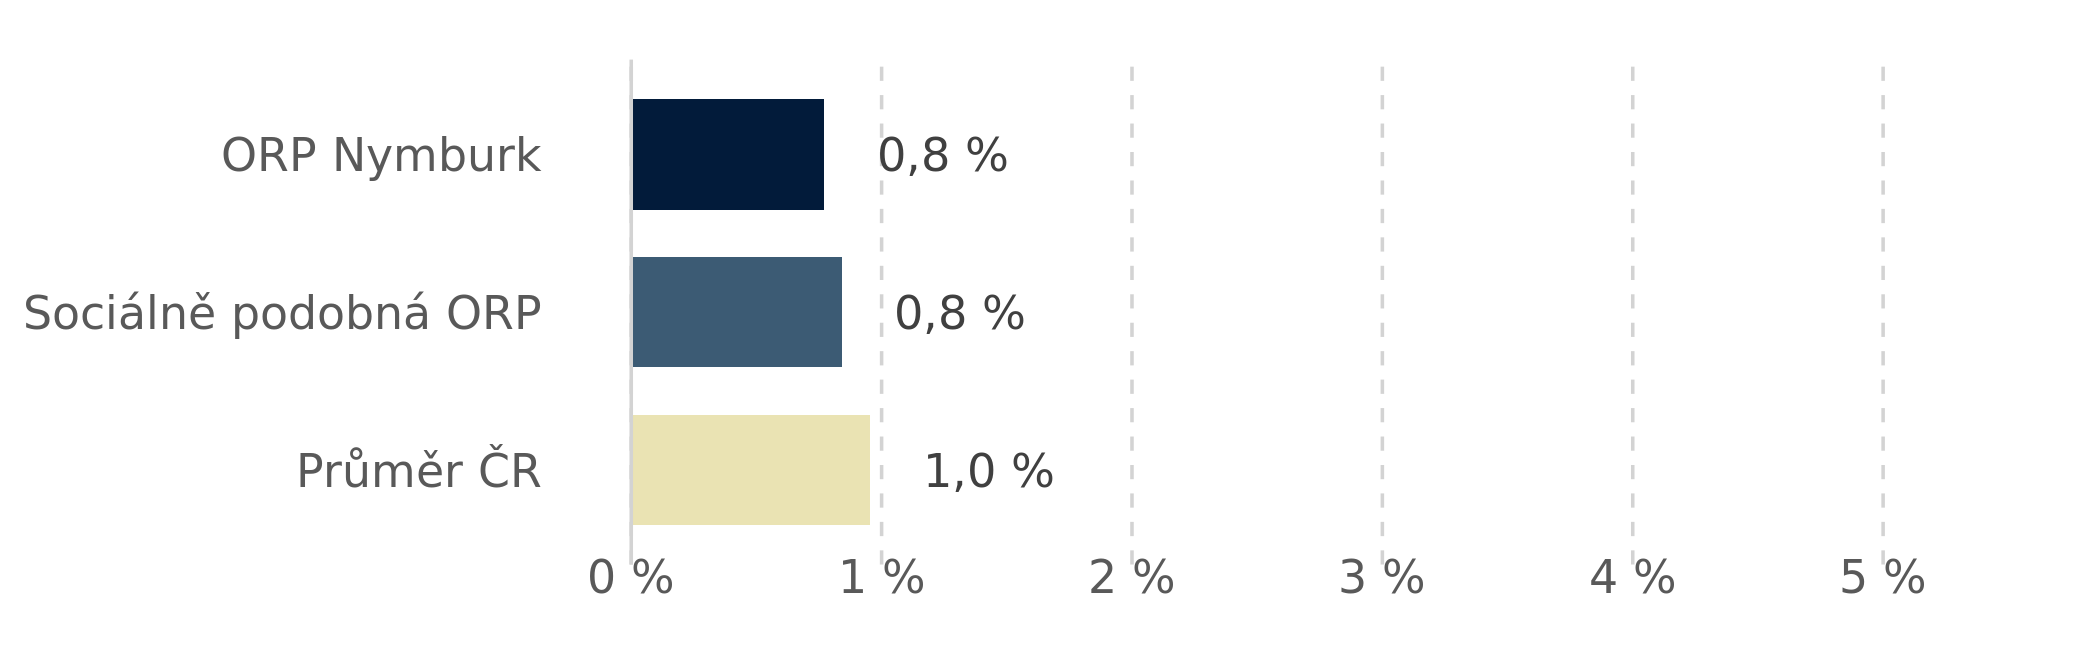 ORP Nymburk 0,8 %
Sociálně podobná ORP 0,8 %
Průměr ČR 1,0 %
0 % 1 % 2 % 3 % 4 % 5 %